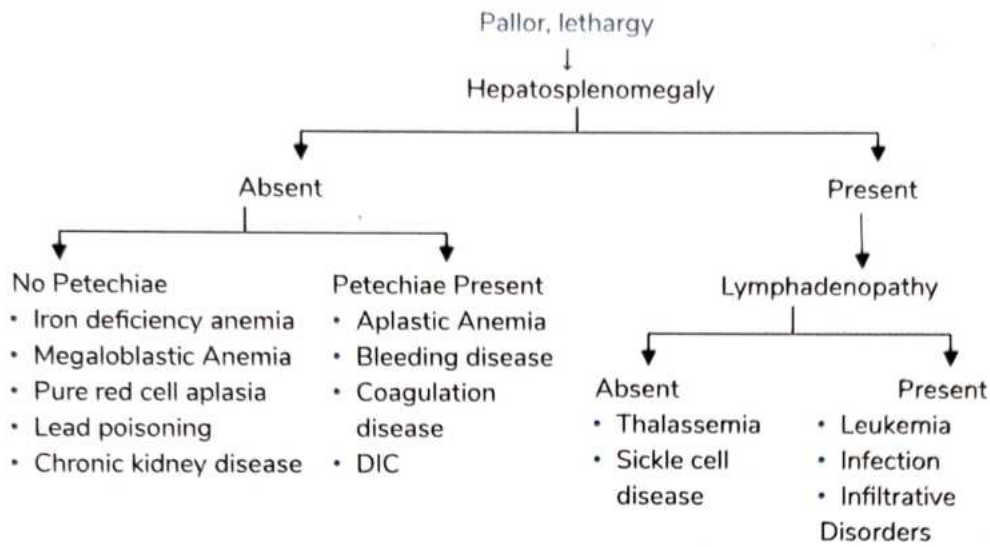 Pallor, lethargy
↓
Hepatosplenomegaly
Absent
Present
No Petechiae
• Iron deficiency anemia
• Megaloblastic Anemia
• Pure red cell aplasia
• Lead poisoning
• Chronic kidney disease
Petechiae Present
• Aplastic Anemia
• Bleeding disease
• Coagulation
disease
• DIC
Lymphadenopathy
Absent
• Thalassemia
• Sickle cell
disease
Present
• Leukemia
• Infection
• Infiltrative
Disorders